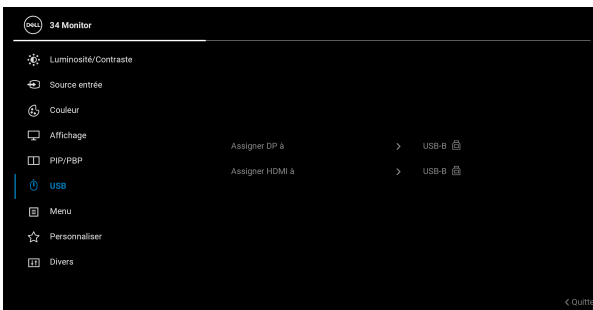 DELL 34 Monitor
Luminosité/Contraste
Source entrée
Couleur
Affichage
Assigner DP à USB-B
PIP/PBP
Assigner HDMI à USB-B
USB
Menu
Personnaliser
Divers
Quitte